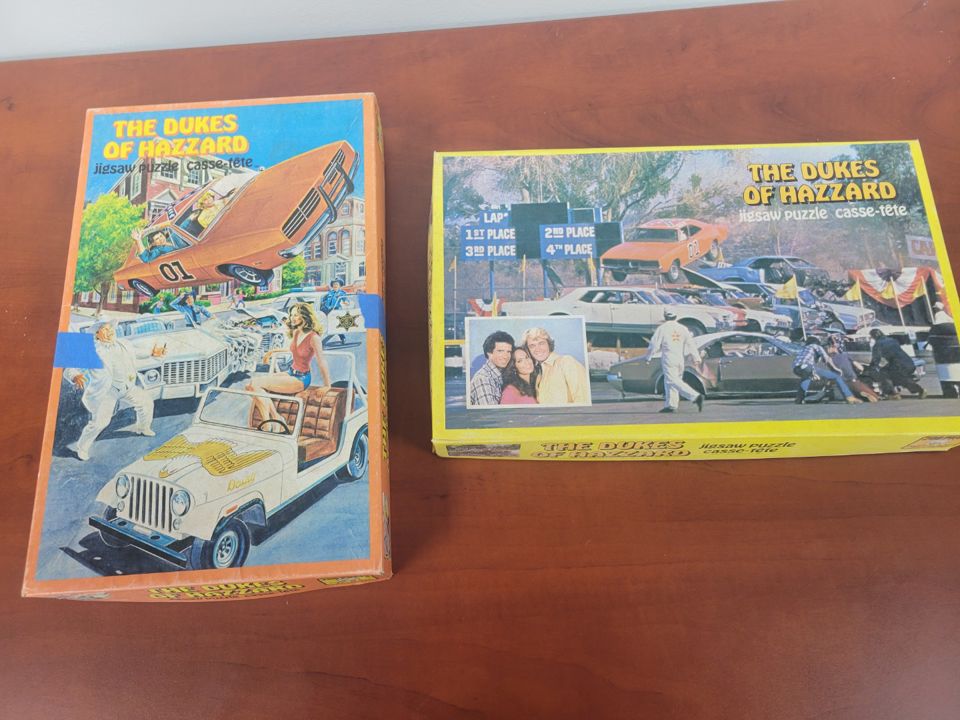 THE DUKES
OF HAZZARD
jigsaw puzzle casse-tête
01
Daisy
THE DUKES
OF HAZZARD
THE DUKES
OF HAZZARD
jigsaw puzzle casse-tête
LAP
1ST PLACE 2ND PLACE
3RD PLACE 4TH PLACE
01
THE DUKES
OF HAZZARD
jigsaw puzzle
casse-tête